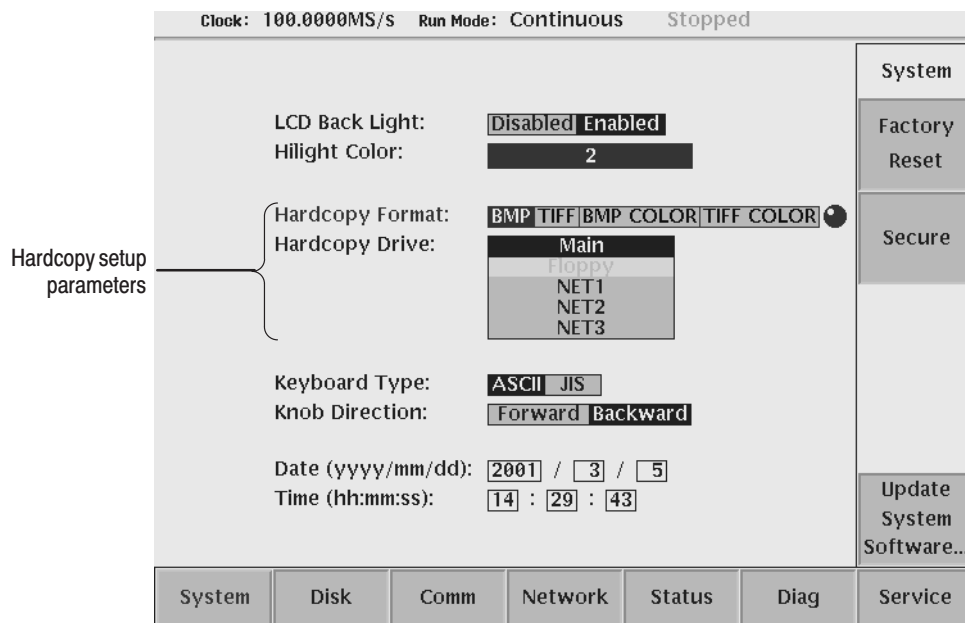 Clock: 100.0000MS/s Run Mode: Continuous Stopped
System
LCD Back Light: Disabled Enabled
Hilight Color: 2
Factory
Reset
Hardcopy Format: BMP TIFF BMP COLOR TIFF COLOR
Hardcopy Drive: Main
Floppy
NET1
NET2
NET3
Secure
Hardcopy setup
parameters
Keyboard Type: ASCII JIS
Knob Direction: Forward Backward
Date (yyyy/mm/dd): 2001 / 3 / 5
Time (hh:mm:ss): 14 : 29 : 43
Update
System
Software...
System Disk Comm Network Status Diag Service